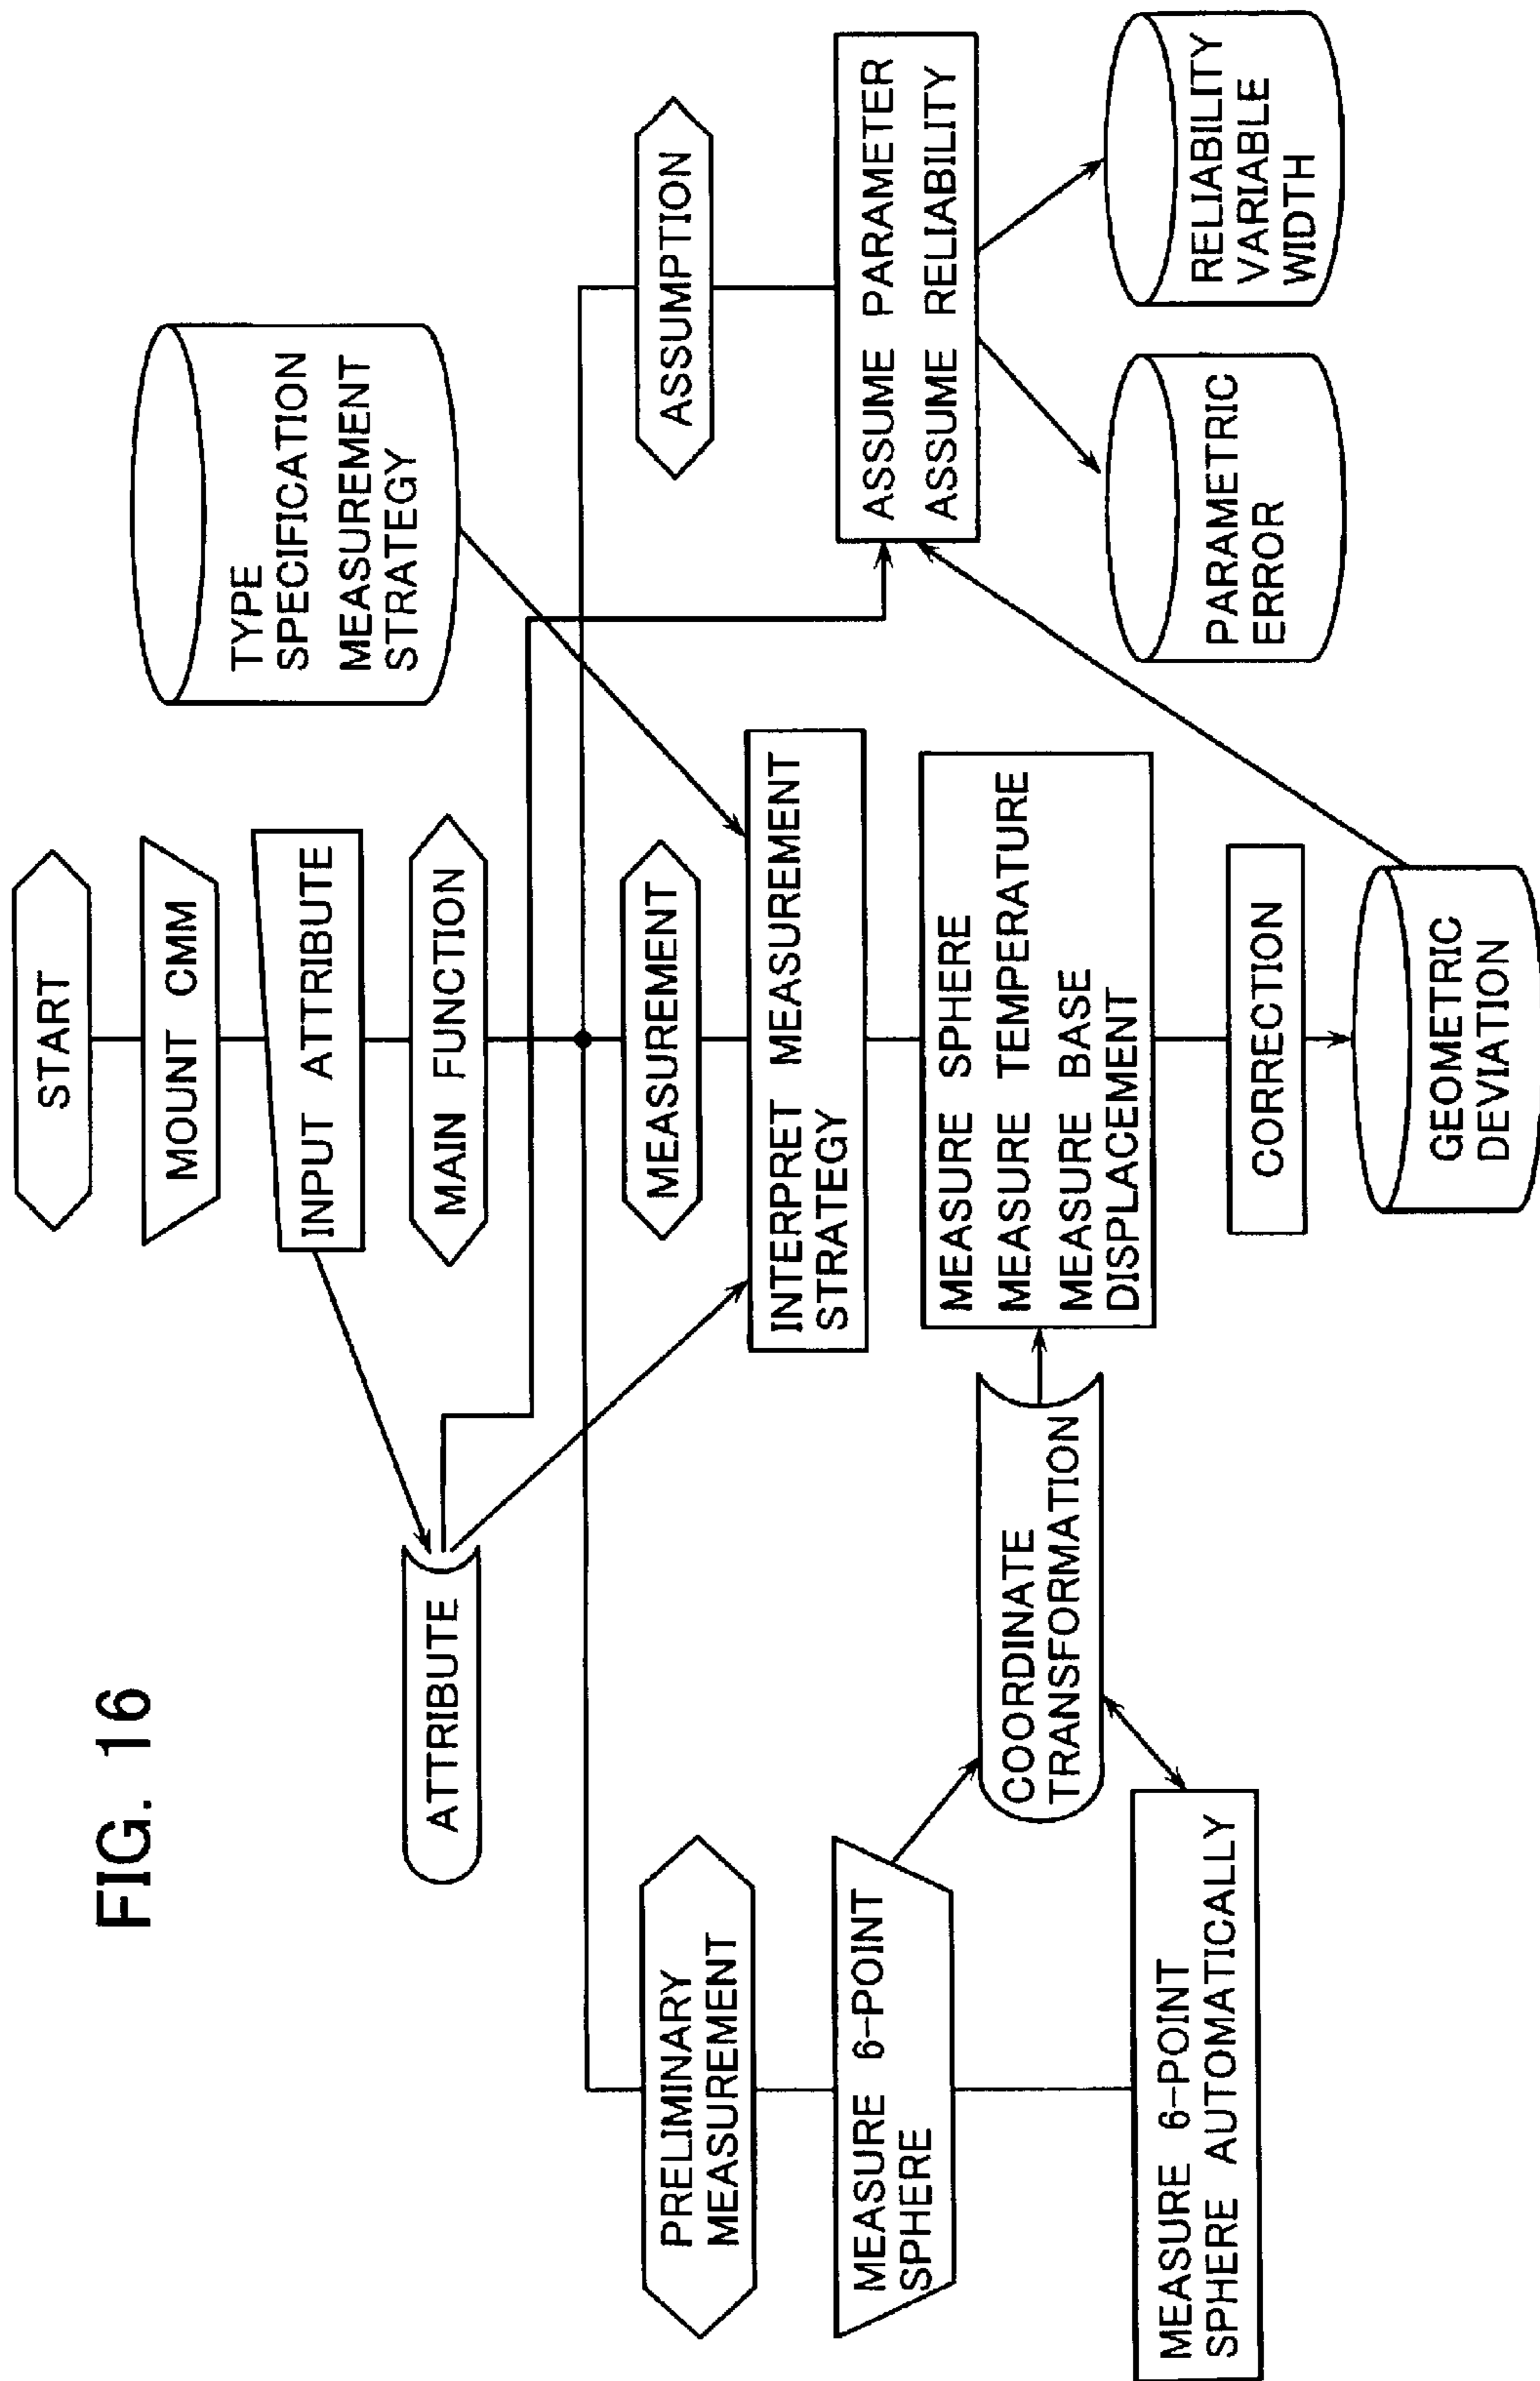 FIG. 16
START
MOUNT CMM
INPUT ATTRIBUTE
ATTRIBUTE
MAIN FUNCTION
TYPE
SPECIFICATION
MEASUREMENT
STRATEGY
PRELIMINARY
MEASUREMENT
MEASUREMENT
ASSUMPTION
MEASURE 6-POINT
SPHERE
INTERPRET MEASUREMENT
STRATEGY
ASSUME PARAMETER
ASSUME RELIABILITY
COORDINATE
TRANSFORMATION
MEASURE SPHERE
MEASURE TEMPERATURE
MEASURE BASE
DISPLACEMENT
MEASURE 6-POINT
SPHERE AUTOMATICALLY
CORRECTION
PARAMETRIC
ERROR
RELIABILITY
VARIABLE
WIDTH
GEOMETRIC
DEVIATION